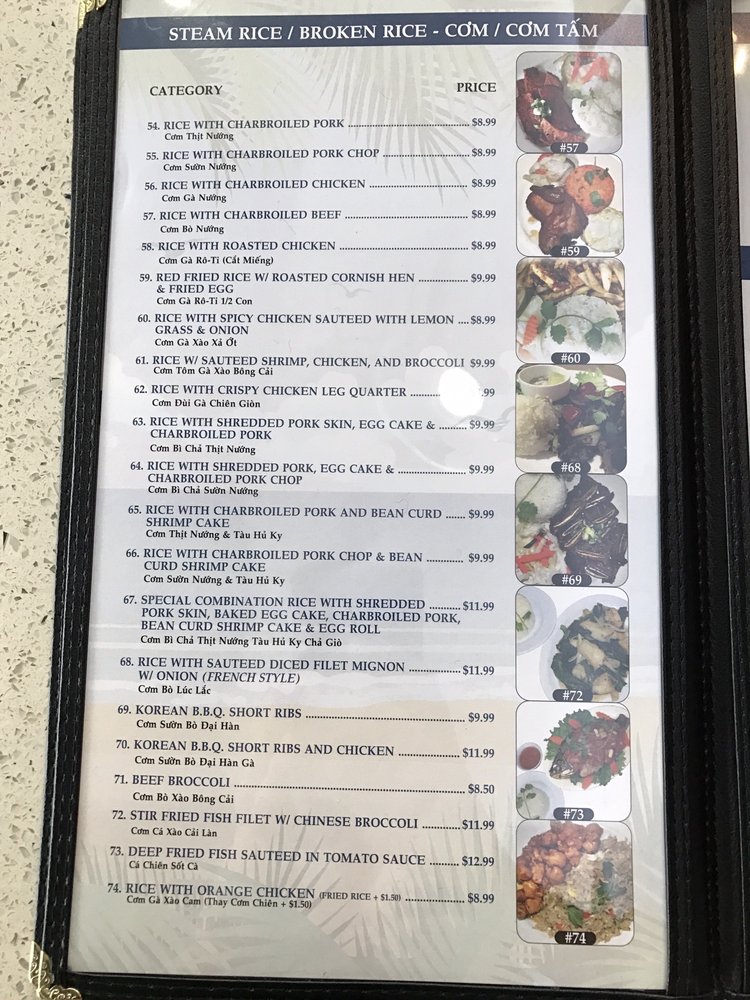 STEAM RICE / BROKEN RICE - CƠM / CƠM TẤM
CATEGORY PRICE
54. RICE WITH CHARBROILED PORK $8.99
Cơm Thịt Nướng
55. RICE WITH CHARBROILED PORK CHOP $8.99
Cơm Sườn Nướng
56. RICE WITH CHARBROILED CHICKEN $8.99
Cơm Gà Nướng
57. RICE WITH CHARBROILED BEEF $8.99
Cơm Bò Nướng
58. RICE WITH ROASTED CHICKEN $8.99
Cơm Gà Rô-Ti (Cắt Miếng)
59. RED FRIED RICE W/ ROASTED CORNISH HEN $9.99
& FRIED EGG
Cơm Gà Rô-Ti 1/2 Con
60. RICE WITH SPICY CHICKEN SAUTEED WITH LEMON $8.99
GRASS & ONION
Cơm Gà Xào Xả Ớt
61. RICE W/ SAUTEED SHRIMP, CHICKEN, AND BROCCOLI $9.99
Cơm Tôm Gà Xào Bông Cải
62. RICE WITH CRISPY CHICKEN LEG QUARTER .99
Cơm Đùi Gà Chiên Giòn
63. RICE WITH SHREDDED PORK SKIN, EGG CAKE & $9.99
CHARBROILED PORK
Cơm Bì Chả Thịt Nướng
64. RICE WITH SHREDDED PORK, EGG CAKE & $9.99
CHARBROILED PORK CHOP
Cơm Bì Chả Sườn Nướng
65. RICE WITH CHARBROILED PORK AND BEAN CURD $9.99
SHRIMP CAKE
Cơm Thịt Nướng & Tàu Hủ Ky
66. RICE WITH CHARBROILED PORK CHOP & BEAN $9.99
CURD SHRIMP CAKE
Cơm Sườn Nướng & Tàu Hủ Ky
67. SPECIAL COMBINATION RICE WITH SHREDDED $11.99
PORK SKIN, BAKED EGG CAKE, CHARBROILED PORK,
BEAN CURD SHRIMP CAKE & EGG ROLL
Cơm Bì Chả Thịt Nướng Tàu Hủ Ky Chả Giò
68. RICE WITH SAUTEED DICED FILET MIGNON $11.99
W/ ONION (FRENCH STYLE)
Cơm Bò Lúc Lắc
69. KOREAN B.B.Q. SHORT RIBS $9.99
Cơm Sườn Bò Đại Hàn
70. KOREAN B.B.Q. SHORT RIBS AND CHICKEN $11.99
Cơm Sườn Bò Đại Hàn Gà
71. BEEF BROCCOLI $8.50
Cơm Bò Xào Bông Cải
72. STIR FRIED FISH FILET W/ CHINESE BROCCOLI $11.99
Cơm Cá Xào Cải Làn
73. DEEP FRIED FISH SAUTEED IN TOMATO SAUCE $12.99
Cá Chiên Sốt Cà
74. RICE WITH ORANGE CHICKEN (FRIED RICE + $1.50) $8.99
Cơm Gà Xào Cam (Thay Cơm Chiên + $1.50)
#57
#59
#60
#68
#69
#72
#73
#74